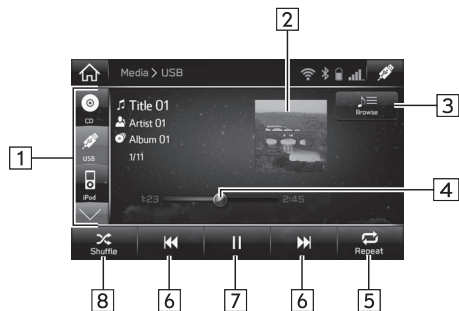 2
Media > USB
Title 01
Artist 01
Album 01
1/11
CD
USB
iPod
Browse
3
1
4
1:23
2:45
Shuffle
Repeat
8
6
7
6
5